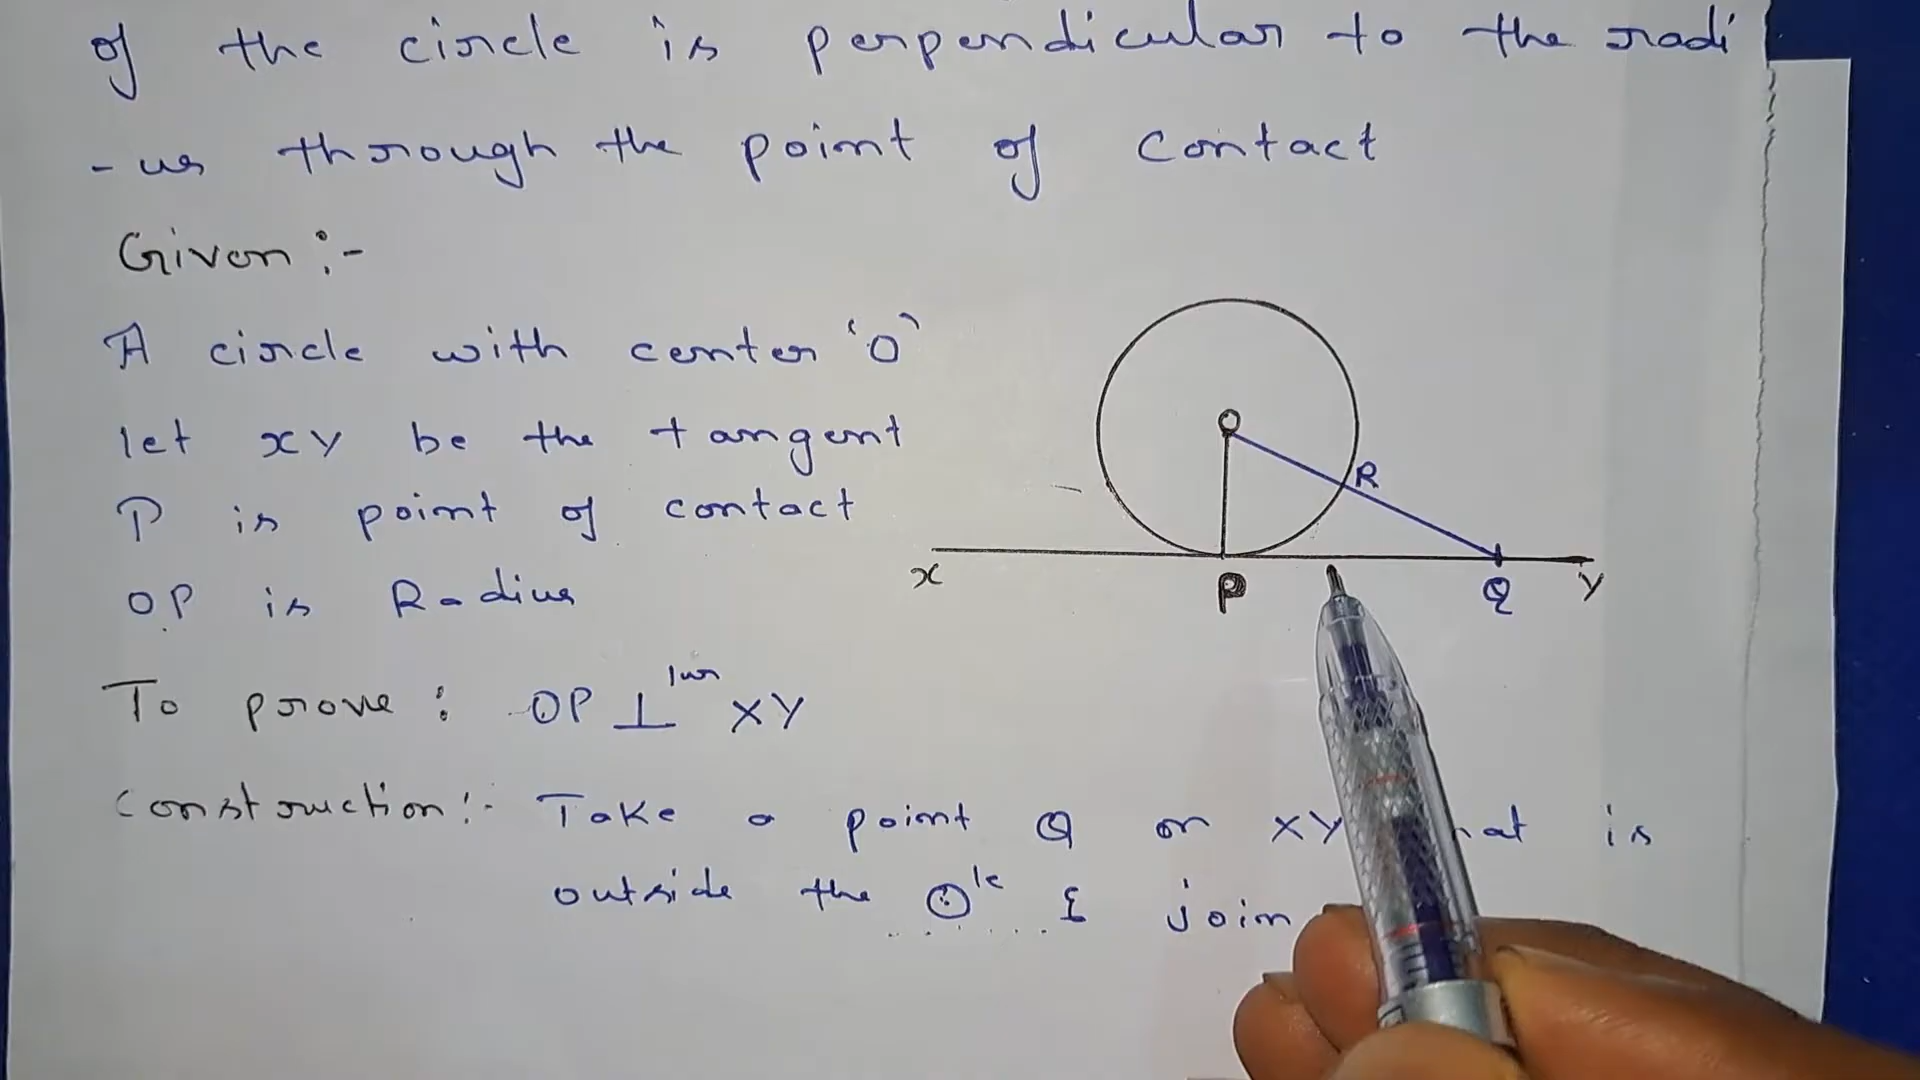 of the circle is perpendicular to the radi
-us through the point of contact
Given :-
A circle with center 'O'
let xy be the tangent
P is point of contact
OP is Radius
To prove : OP ⊥lar XY
construction :- Take a point Q on XY that is
outside the ⊙le & join
O
R
x
P
Q
y